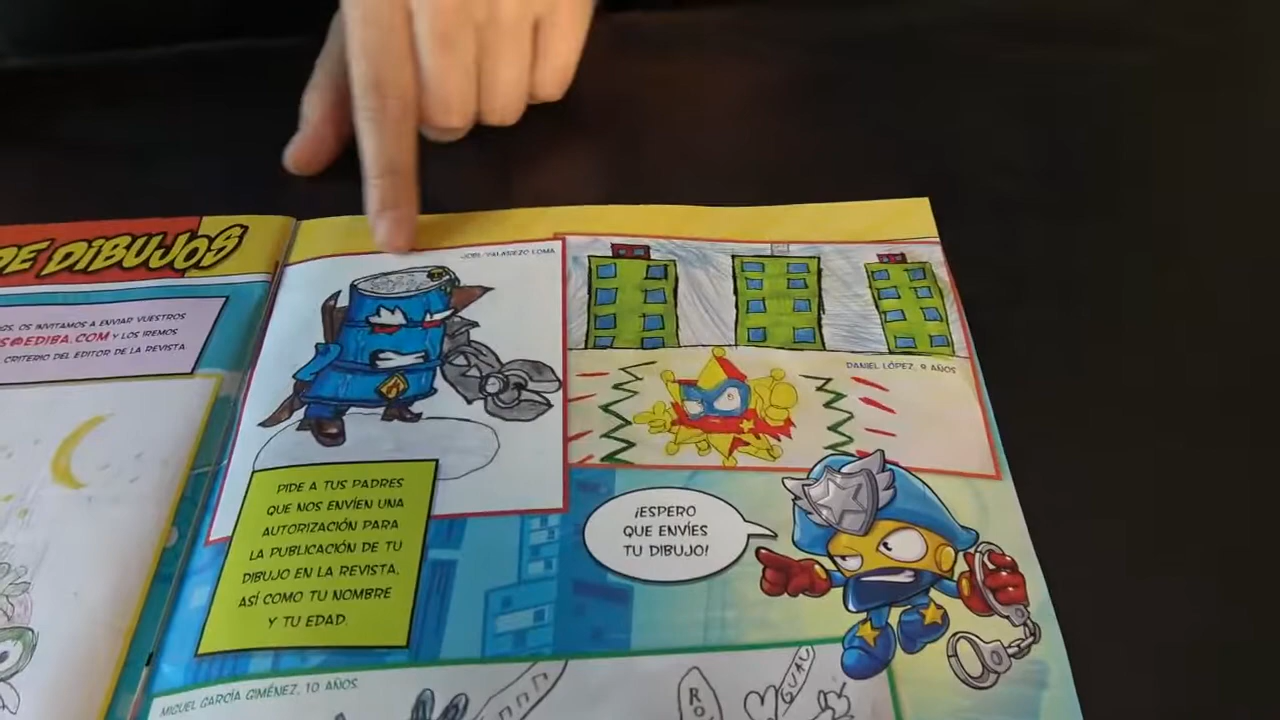 DE DIBUJOS
OS INVITAMOS A ENVIAR VUESTROS
S@EDIBA.COM Y LOS IREMOS
CRITERIO DEL EDITOR DE LA REVISTA
DANIEL LÓPEZ, 9 AÑOS
PIDE A TUS PADRES
QUE NOS ENVÍEN UNA
AUTORIZACIÓN PARA
LA PUBLICACIÓN DE TU
DIBUJO EN LA REVISTA,
ASÍ COMO TU NOMBRE
Y TU EDAD.
¡ESPERO
QUE ENVÍES
TU DIBUJO!
MIGUEL GARCÍA GIMÉNEZ, 10 AÑOS.